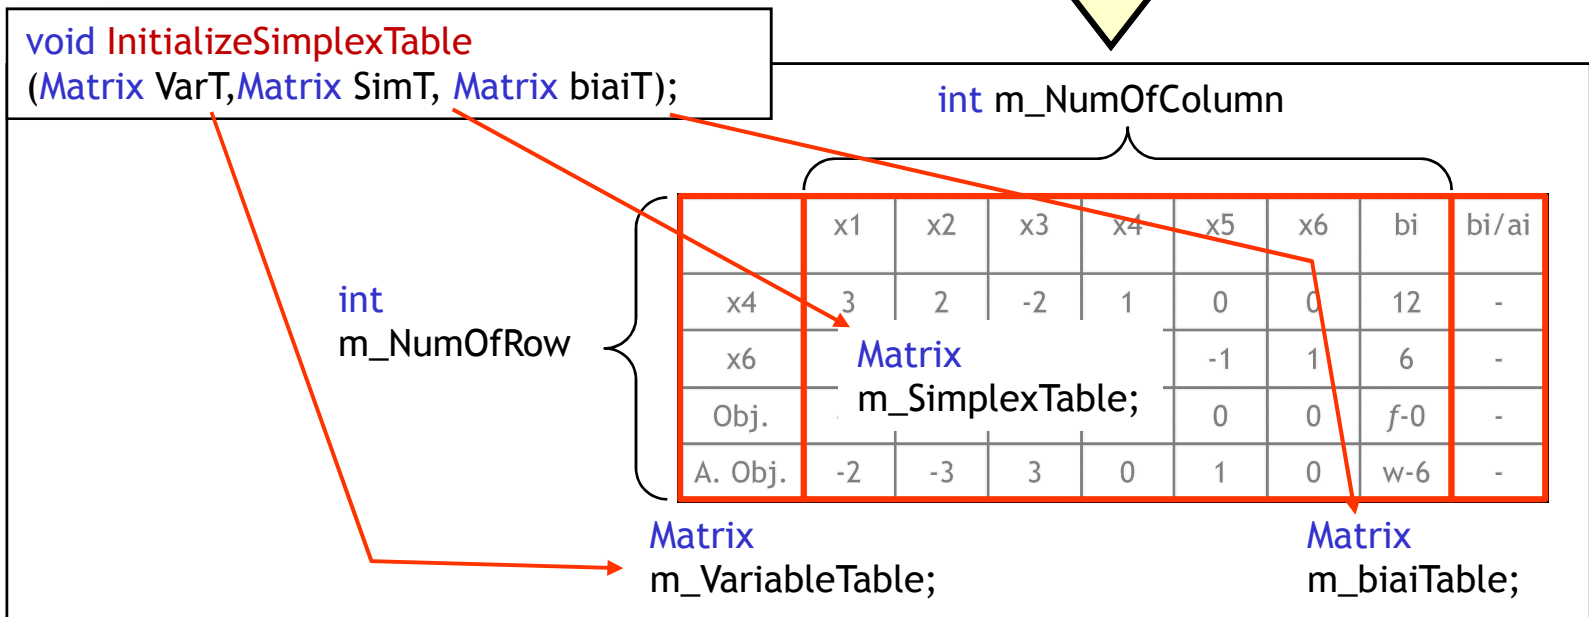 void InitializeSimplexTable
(Matrix VarT,Matrix SimT, Matrix biaiT);
int m_NumOfColumn
x1 x2 x3 x4 x5 x6 bi bi/ai
int
m_NumOfRow
x4 3 2 -2 1 0 0 12 -
x6 -1 1 6 -
Matrix
m_SimplexTable;
Obj. 0 0 f-0 -
A. Obj. -2 -3 3 0 1 0 w-6 -
Matrix
m_VariableTable;
Matrix
m_biaiTable;